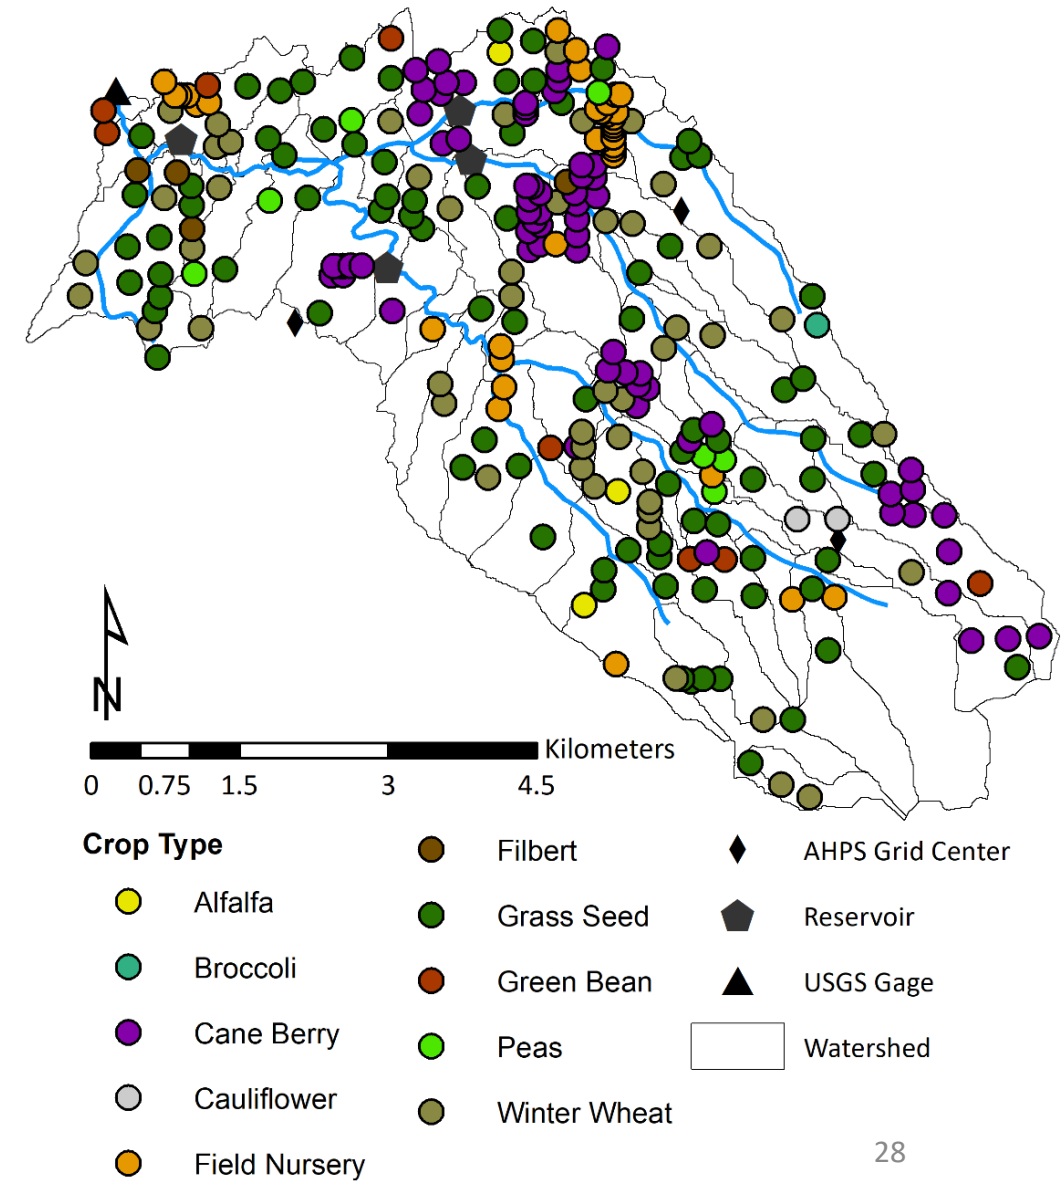 N
Kilometers
0 0.75 1.5 3 4.5
Crop Type
Alfalfa
Broccoli
Cane Berry
Cauliflower
Field Nursery
Filbert
Grass Seed
Green Bean
Peas
Winter Wheat
AHPS Grid Center
Reservoir
USGS Gage
Watershed
28